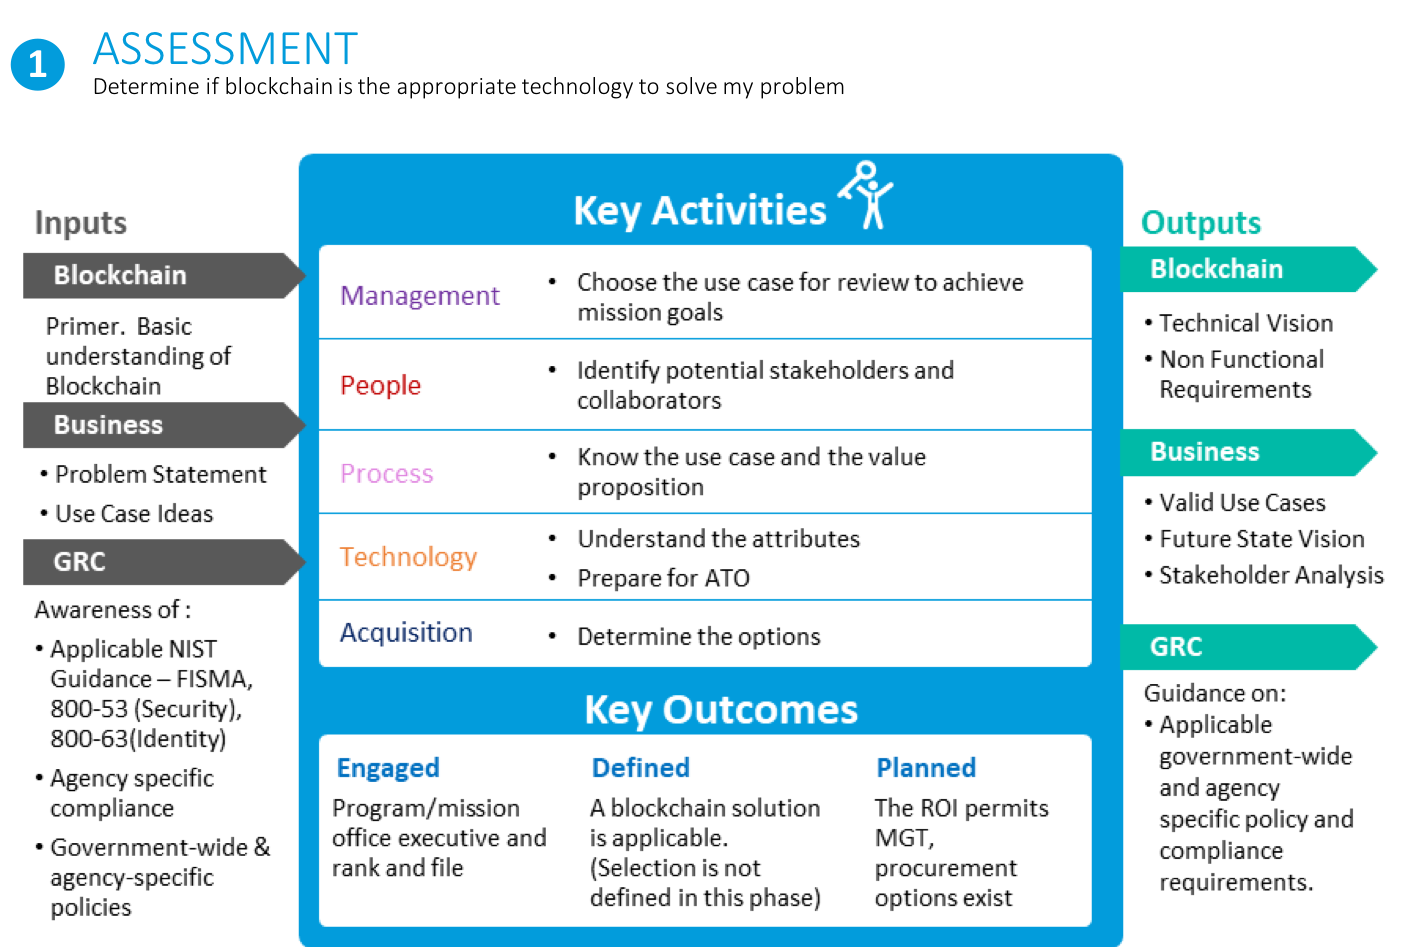 1
ASSESSMENT
Determine if blockchain is the appropriate technology to solve my problem
Inputs
Blockchain
Primer. Basic
understanding of
Blockchain
Business
• Problem Statement
• Use Case Ideas
GRC
Awareness of :
• Applicable NIST
Guidance – FISMA,
800-53 (Security),
800-63(Identity)
• Agency specific
compliance
• Government-wide &
agency-specific
policies
Key Activities
Management
• Choose the use case for review to achieve
mission goals
People
• Identify potential stakeholders and
collaborators
Process
• Know the use case and the value
proposition
Technology
• Understand the attributes
• Prepare for ATO
Acquisition
• Determine the options
Key Outcomes
Engaged
Program/mission
office executive and
rank and file
Defined
A blockchain solution
is applicable.
(Selection is not
defined in this phase)
Planned
The ROI permits
MGT,
procurement
options exist
Outputs
Blockchain
• Technical Vision
• Non Functional
Requirements
Business
• Valid Use Cases
• Future State Vision
• Stakeholder Analysis
GRC
Guidance on:
• Applicable
government-wide
and agency
specific policy and
compliance
requirements.